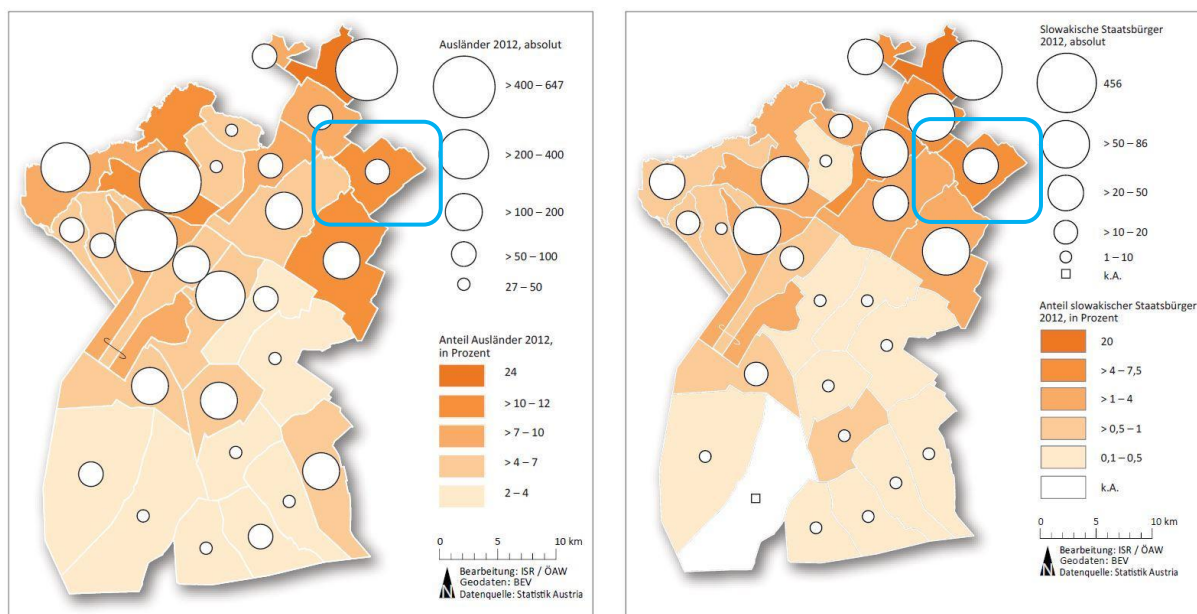 Ausländer 2012, absolut
> 400 – 647
> 200 – 400
> 100 – 200
> 50 – 100
27 – 50
Anteil Ausländer 2012,
in Prozent
24
> 10 – 12
> 7 – 10
> 4 – 7
2 – 4
0 5 10 km
N
Bearbeitung: ISR / ÖAW
Geodaten: BEV
Datenquelle: Statistik Austria
Slowakische Staatsbürger
2012, absolut
456
> 50 – 86
> 20 – 50
> 10 – 20
1 – 10
k.A.
Anteil slowakischer Staatsbürger
2012, in Prozent
20
> 4 – 7,5
> 1 – 4
> 0,5 – 1
0,1 – 0,5
k.A.
0 5 10 km
N
Bearbeitung: ISR / ÖAW
Geodaten: BEV
Datenquelle: Statistik Austria